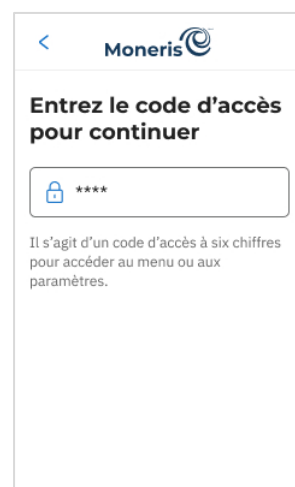 Moneris
Entrez le code d’accès
pour continuer
****
Il s’agit d’un code d’accès à six chiffres
pour accéder au menu ou aux
paramètres.